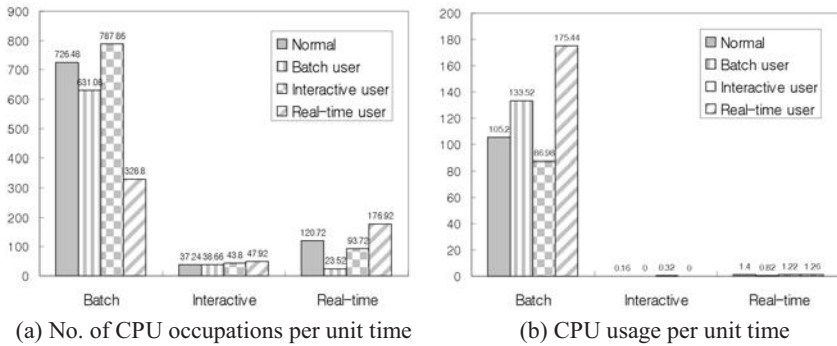 900
800
700
600
500
400
300
200
100
0
726.48
631.08
787.86
328.8
37.24
38.66
43.8
47.92
120.72
23.52
93.72
176.92
Normal
Batch user
Interactive user
Real-time user
Batch
Interactive
Real-time
(a) No. of CPU occupations per unit time
200
180
160
140
120
100
80
60
40
20
0
105.2
133.52
86.98
175.44
0.16
0
0.32
0
1.4
0.82
1.22
1.26
Normal
Batch user
Interactive user
Real-time user
Batch
Interactive
Real-time
(b) CPU usage per unit time